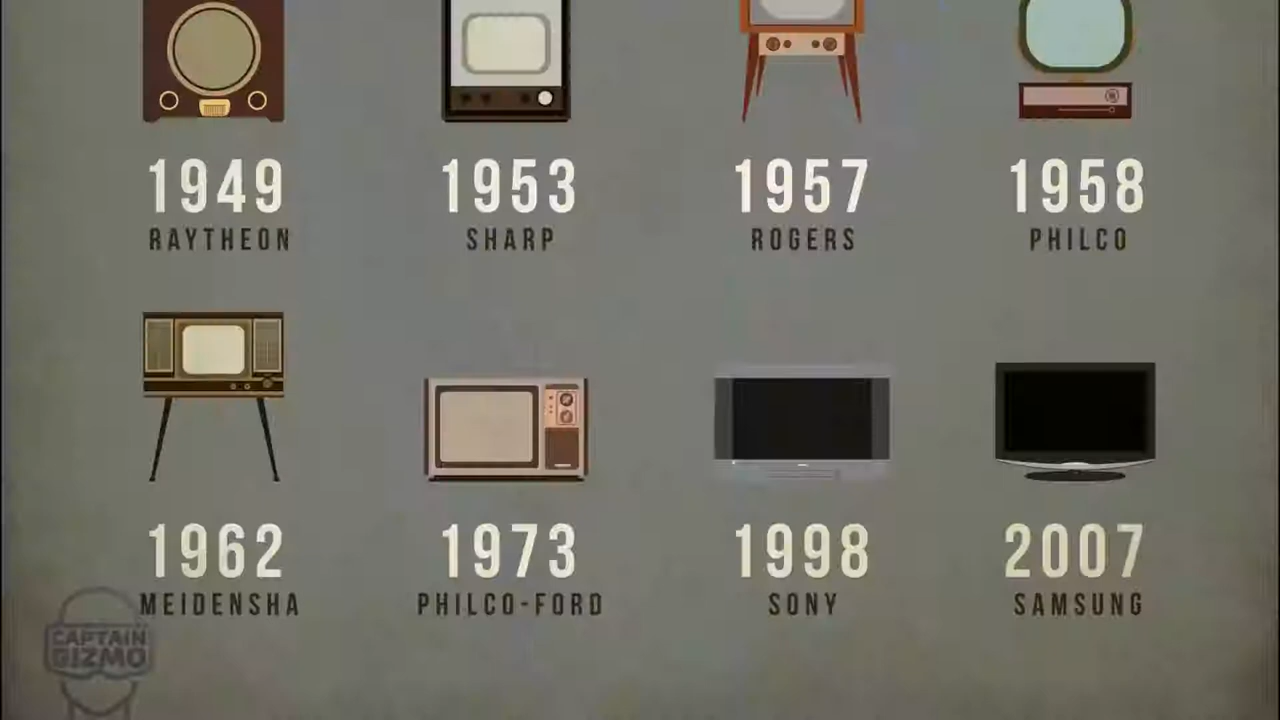 1949 1953 1957 1958
RAYTHEON SHARP ROGERS PHILCO
1962 1973 1998 2007
MEIDENSHA PHILCO-FORD SONY SAMSUNG
CAPTAIN
GIZMO